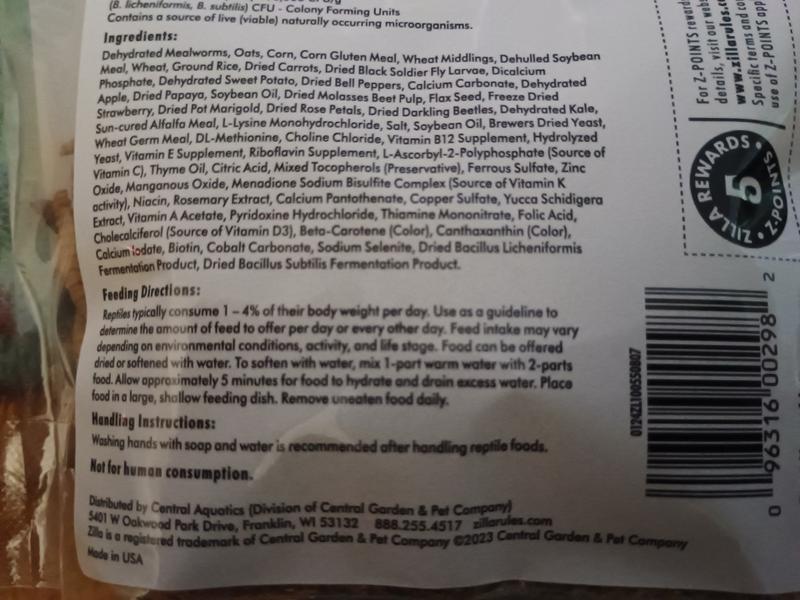 (B. licheniformis, B. subtilis) CFU - Colony Forming Units
Contains a source of live (viable) naturally occurring microorganisms.
Ingredients:
Dehydrated Mealworms, Oats, Corn, Corn Gluten Meal, Wheat Middlings, Dehulled Soybean
Meal, Wheat, Ground Rice, Dried Carrots, Dried Black Soldier Fly Larvae, Dicalcium
Phosphate, Dehydrated Sweet Potato, Dried Bell Peppers, Calcium Carbonate, Dehydrated
Apple, Dried Papaya, Soybean Oil, Dried Molasses Beet Pulp, Flax Seed, Freeze Dried
Strawberry, Dried Pot Marigold, Dried Rose Petals, Dried Darkling Beetles, Dehydrated Kale,
Sun-cured Alfalfa Meal, L-Lysine Monohydrochloride, Salt, Soybean Oil, Brewers Dried Yeast,
Wheat Germ Meal, DL-Methionine, Choline Chloride, Vitamin B12 Supplement, Hydrolyzed
Yeast, Vitamin E Supplement, Riboflavin Supplement, L-Ascorbyl-2-Polyphosphate (Source of
Vitamin C), Thyme Oil, Citric Acid, Mixed Tocopherols (Preservative), Ferrous Sulfate, Zinc
Oxide, Manganous Oxide, Menadione Sodium Bisulfite Complex (Source of Vitamin K
activity), Niacin, Rosemary Extract, Calcium Pantothenate, Copper Sulfate, Yucca Schidigera
Extract, Vitamin A Acetate, Pyridoxine Hydrochloride, Thiamine Mononitrate, Folic Acid,
Cholecalciferol (Source of Vitamin D3), Beta-Carotene (Color), Canthaxanthin (Color),
Calcium Iodate, Biotin, Cobalt Carbonate, Sodium Selenite, Dried Bacillus Licheniformis
Fermentation Product, Dried Bacillus Subtilis Fermentation Product.
Feeding Directions:
Reptiles typically consume 1 – 4% of their body weight per day. Use as a guideline to
determine the amount of feed to offer per day or every other day. Feed intake may vary
depending on environmental conditions, activity, and life stage. Food can be offered
dried or softened with water. To soften with water, mix 1-part warm water with 2-parts
food. Allow approximately 5 minutes for food to hydrate and drain excess water. Place
food in a large, shallow feeding dish. Remove uneaten food daily.
Handling Instructions:
Washing hands with soap and water is recommended after handling reptile foods.
Not for human consumption.
Distributed by Central Aquatics (Division of Central Garden & Pet Company)
5401 W Oakwood Park Drive, Franklin, WI 53132 888.255.4517 zillarules.com
Zilla is a registered trademark of Central Garden & Pet Company ©2023 Central Garden & Pet Company
Made in USA
For Z-POINTS
details, visit our
www.zillarules.
Specific terms and
use of Z-POINTS
ZILLA REWARDS
5
Z-POINTS
0124ZL100550807
0 96316 00298 2